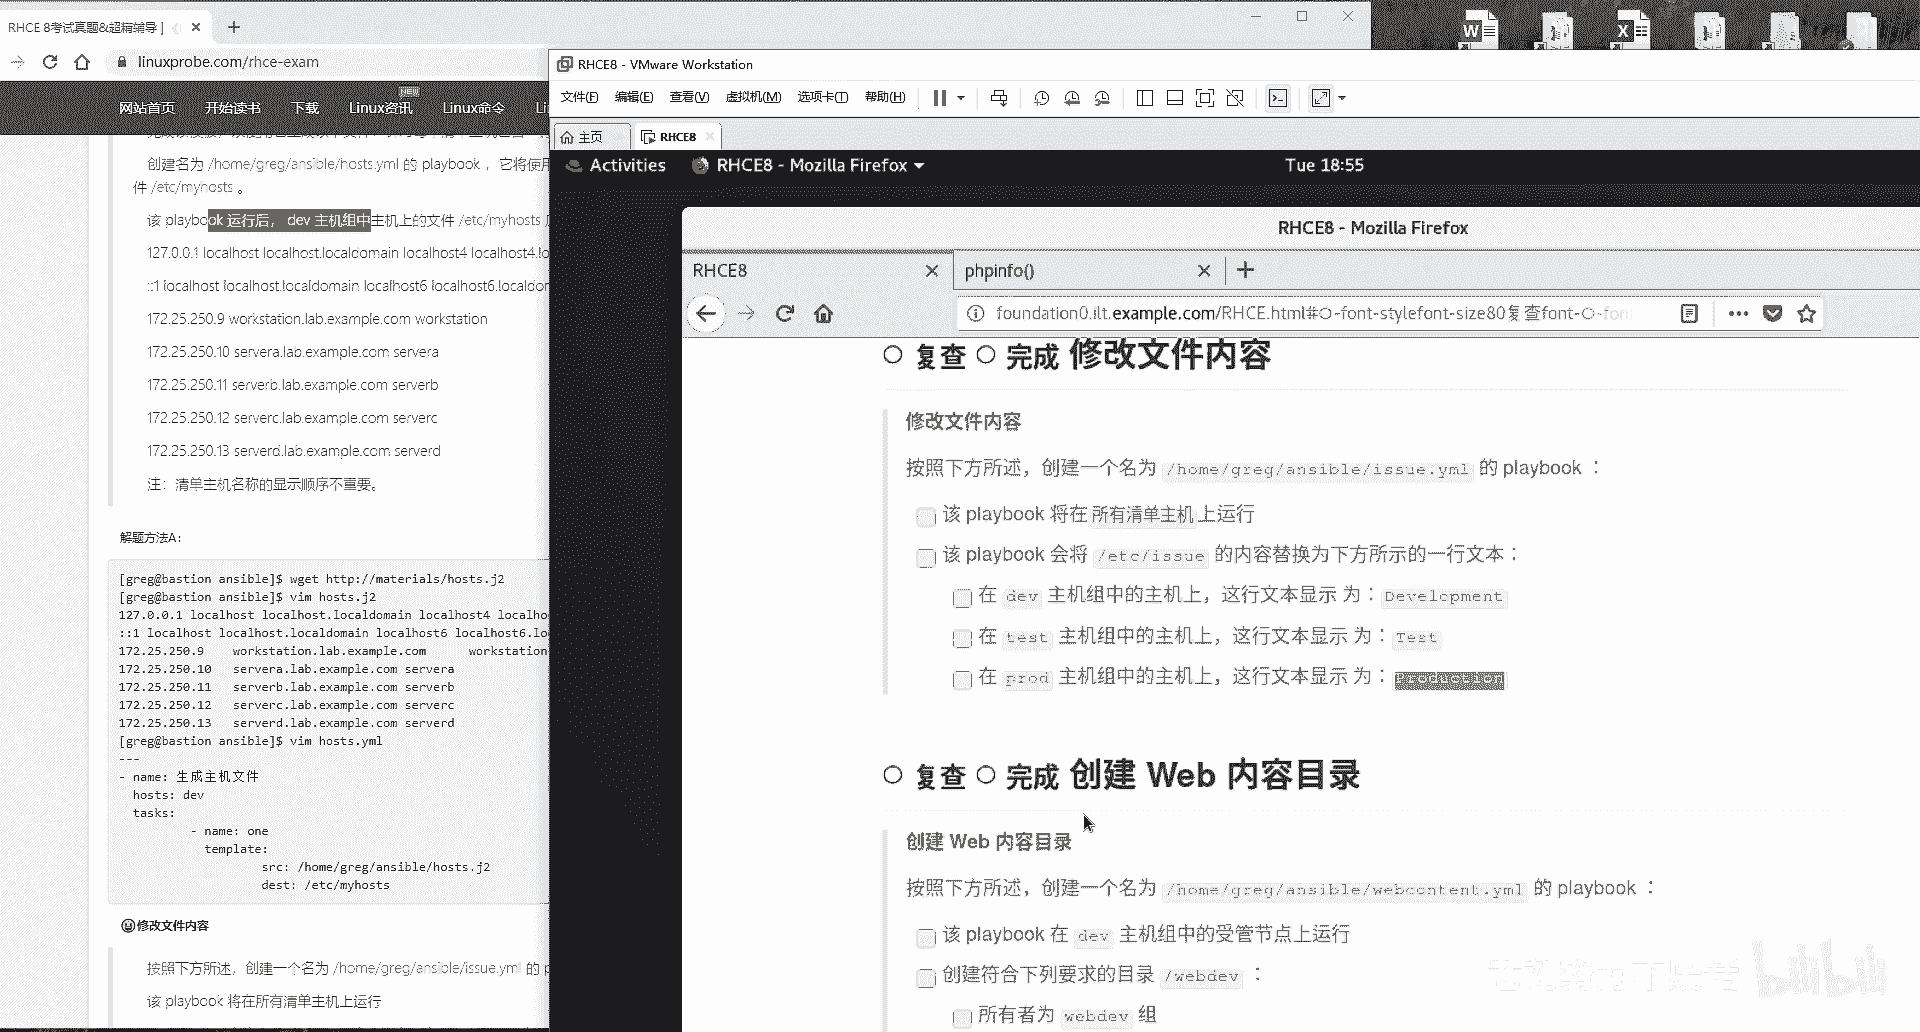 RHCE 8考试真题&超精辅导 ]
linuxprobe.com/rhce-exam
网站首页 开始读书 下载 Linux资讯 NEW Linux命令
创建名为 /home/greg/ansible/hosts.yml 的 playbook ，它将使用
件 /etc/myhosts 。
该 playbook 运行后， dev 主机组中主机上的文件 /etc/myhosts
127.0.0.1 localhost localhost.localdomain localhost4 localhost4.lo
::1 localhost localhost.localdomain localhost6 localhost6.localdom
172.25.250.9 workstation.lab.example.com workstation
172.25.250.10 servera.lab.example.com servera
172.25.250.11 serverb.lab.example.com serverb
172.25.250.12 serverc.lab.example.com serverc
172.25.250.13 serverd.lab.example.com serverd
注：清单主机名称的显示顺序不重要。
解题方法A:
[greg@bastion ansible]$ wget http://materials/hosts.j2
[greg@bastion ansible]$ vim hosts.j2
127.0.0.1 localhost localhost.localdomain localhost4 localho
::1 localhost localhost.localdomain localhost6 localhost6.lo
172.25.250.9 workstation.lab.example.com workstation
172.25.250.10 servera.lab.example.com servera
172.25.250.11 serverb.lab.example.com serverb
172.25.250.12 serverc.lab.example.com serverc
172.25.250.13 serverd.lab.example.com serverd
[greg@bastion ansible]$ vim hosts.yml
---
- name: 生成主机文件
hosts: dev
tasks:
- name: one
template:
src: /home/greg/ansible/hosts.j2
dest: /etc/myhosts
修改文件内容
按照下方所述，创建一个名为 /home/greg/ansible/issue.yml 的 p
该 playbook 将在所有清单主机上运行
RHCE8 - VMware Workstation
文件(F) 编辑(E) 查看(V) 虚拟机(M) 选项卡(T) 帮助(H)
主页 RHCE8
Activities RHCE8 - Mozilla Firefox Tue 18:55
RHCE8 - Mozilla Firefox
RHCE8 phpinfo()
foundation0.ilt.example.com/RHCE.html#○-font-stylefont-size80复查font-○-fon
复查 完成 修改文件内容
修改文件内容
按照下方所述，创建一个名为 /home/greg/ansible/issue.yml 的 playbook ：
该 playbook 将在所有清单主机上运行
该 playbook 会将 /etc/issue 的内容替换为下方所示的一行文本：
在 dev 主机组中的主机上，这行文本显示 为：Development
在 test 主机组中的主机上，这行文本显示 为：Test
在 prod 主机组中的主机上，这行文本显示 为：Production
复查 完成 创建 Web 内容目录
创建 Web 内容目录
按照下方所述，创建一个名为 /home/greg/ansible/webcontent.yml 的 playbook ：
该 playbook 在 dev 主机组中的受管节点上运行
创建符合下列要求的目录 /webdev ：
所有者为 webdev 组
bilibili